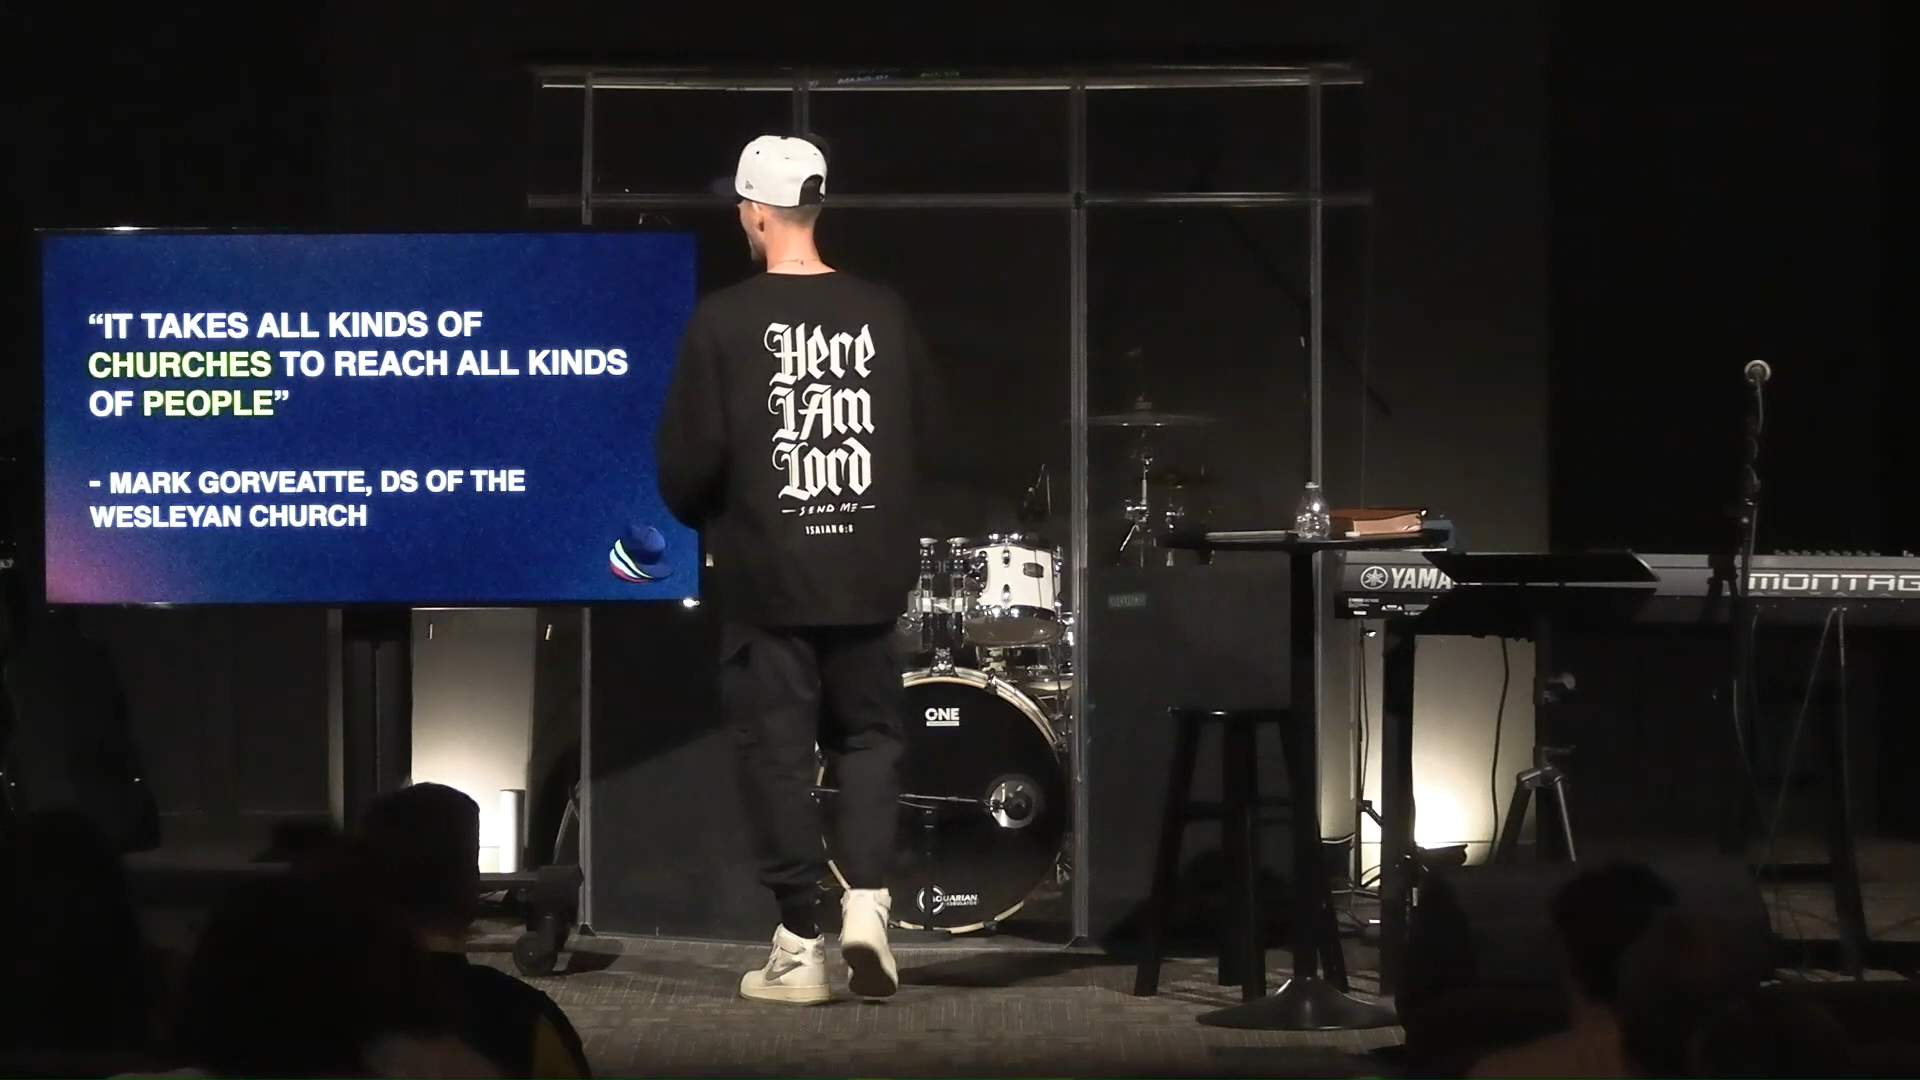 “IT TAKES ALL KINDS OF
CHURCHES TO REACH ALL KINDS
OF PEOPLE”
- MARK GORVEATTE, DS OF THE
WESLEYAN CHURCH
Here
I Am
Lord
— SEND ME —
ISAIAH 6:8
ONE
YAMA
MONTAG